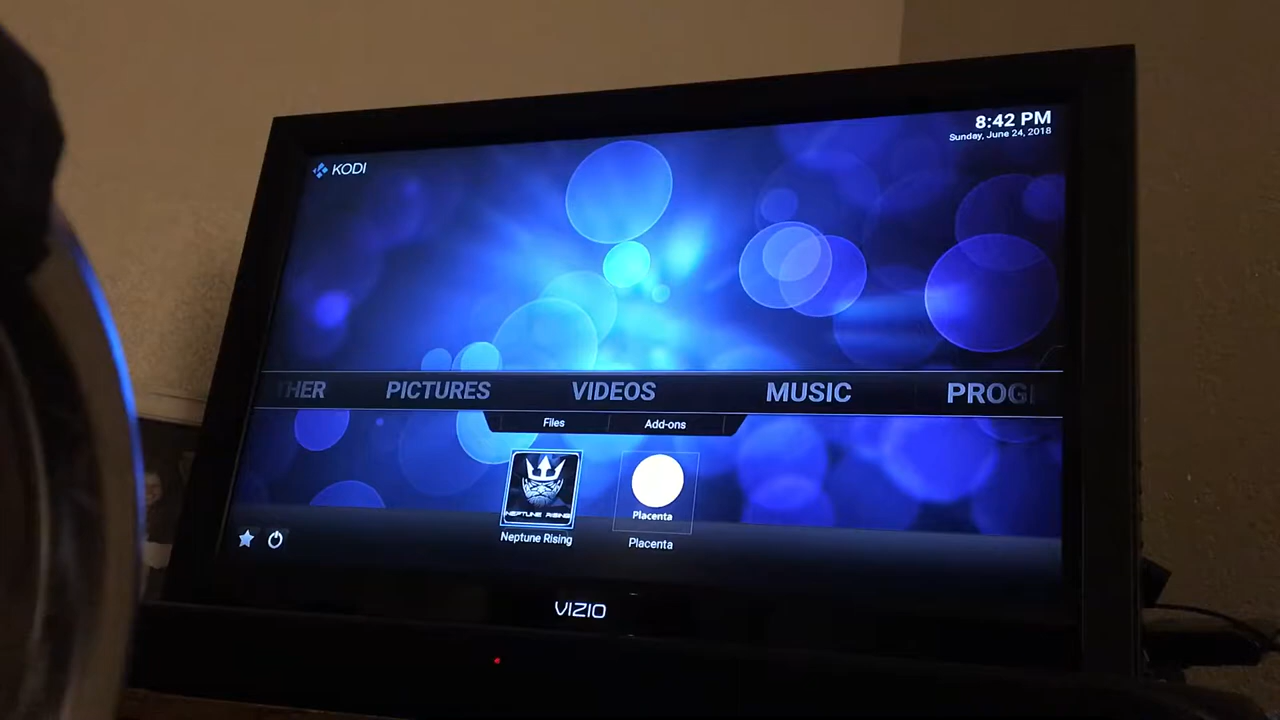 8:42 PM
Sunday, June 24, 2018
KODI
THER PICTURES VIDEOS MUSIC PROG
Files Add-ons
NEPTUNE RISING
Placenta
Neptune Rising
Placenta
VIZIO